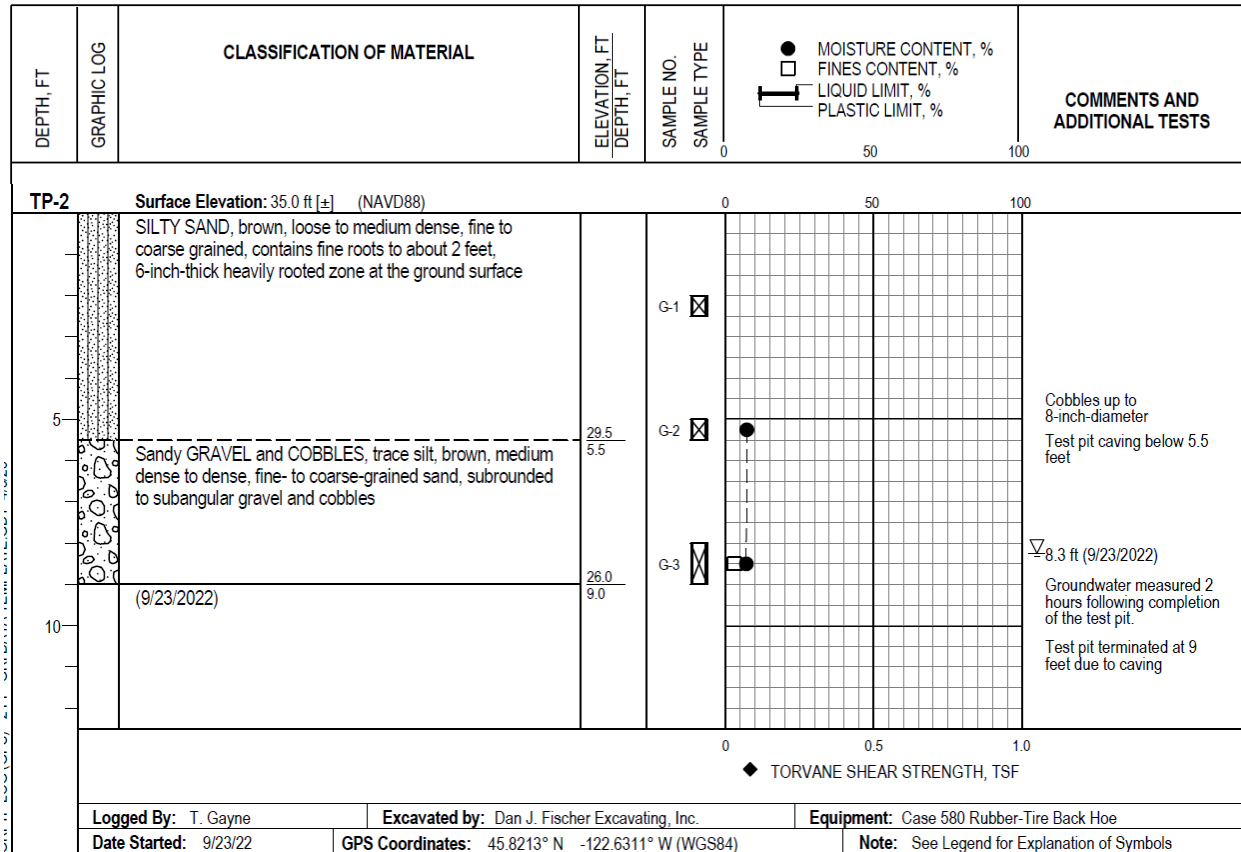 DEPTH, FT
GRAPHIC LOG
CLASSIFICATION OF MATERIAL
ELEVATION, FT
DEPTH, FT
SAMPLE NO.
SAMPLE TYPE
MOISTURE CONTENT, %
FINES CONTENT, %
LIQUID LIMIT, %
PLASTIC LIMIT, %
0 50 100
COMMENTS AND
ADDITIONAL TESTS
TP-2
Surface Elevation: 35.0 ft [±] (NAVD88)
0 50 100
SILTY SAND, brown, loose to medium dense, fine to
coarse grained, contains fine roots to about 2 feet,
6-inch-thick heavily rooted zone at the ground surface
G-1
5
G-2
29.5
5.5
Cobbles up to
8-inch-diameter
Test pit caving below 5.5
feet
Sandy GRAVEL and COBBLES, trace silt, brown, medium
dense to dense, fine- to coarse-grained sand, subrounded
to subangular gravel and cobbles
G-3
8.3 ft (9/23/2022)
26.0
9.0
Groundwater measured 2
hours following completion
of the test pit.
(9/23/2022)
10
Test pit terminated at 9
feet due to caving
0 0.5 1.0
TORVANE SHEAR STRENGTH, TSF
Logged By: T. Gayne
Excavated by: Dan J. Fischer Excavating, Inc.
Equipment: Case 580 Rubber-Tire Back Hoe
Date Started: 9/23/22
GPS Coordinates: 45.8213° N -122.6311° W (WGS84)
Note: See Legend for Explanation of Symbols